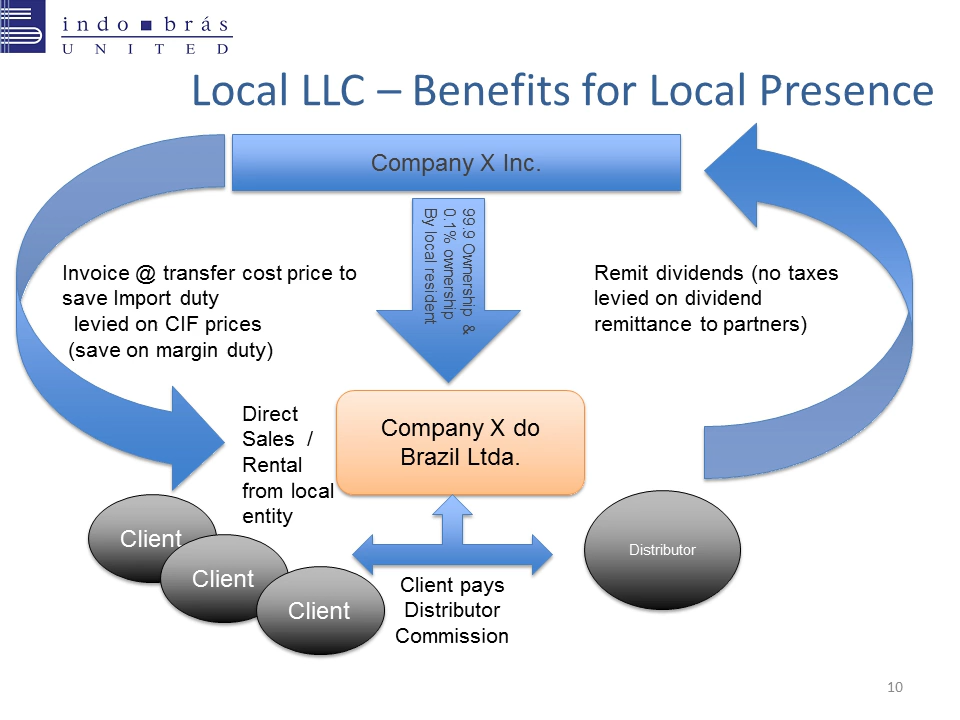 indo brás
UNITED
Local LLC – Benefits for Local Presence
Company X Inc.
99.9 Ownership &
0.1% ownership
By local resident
Invoice @ transfer cost price to
save Import duty
levied on CIF prices
(save on margin duty)
Remit dividends (no taxes
levied on dividend
remittance to partners)
Direct
Sales /
Rental
from local
entity
Company X do
Brazil Ltda.
Client
Client
Client
Distributor
Client pays
Distributor
Commission
10